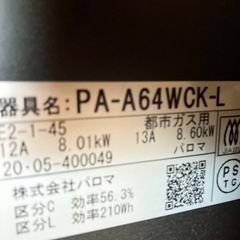 器具名: PA-A64WCK-L
E2-1-45 都市ガス用
12A 8.01kW 13A 8.60kW
20·05-400049 パロマ
株式会社パロマ
区分C 効率56.3%
区分L 効率210Wh
PS
TG